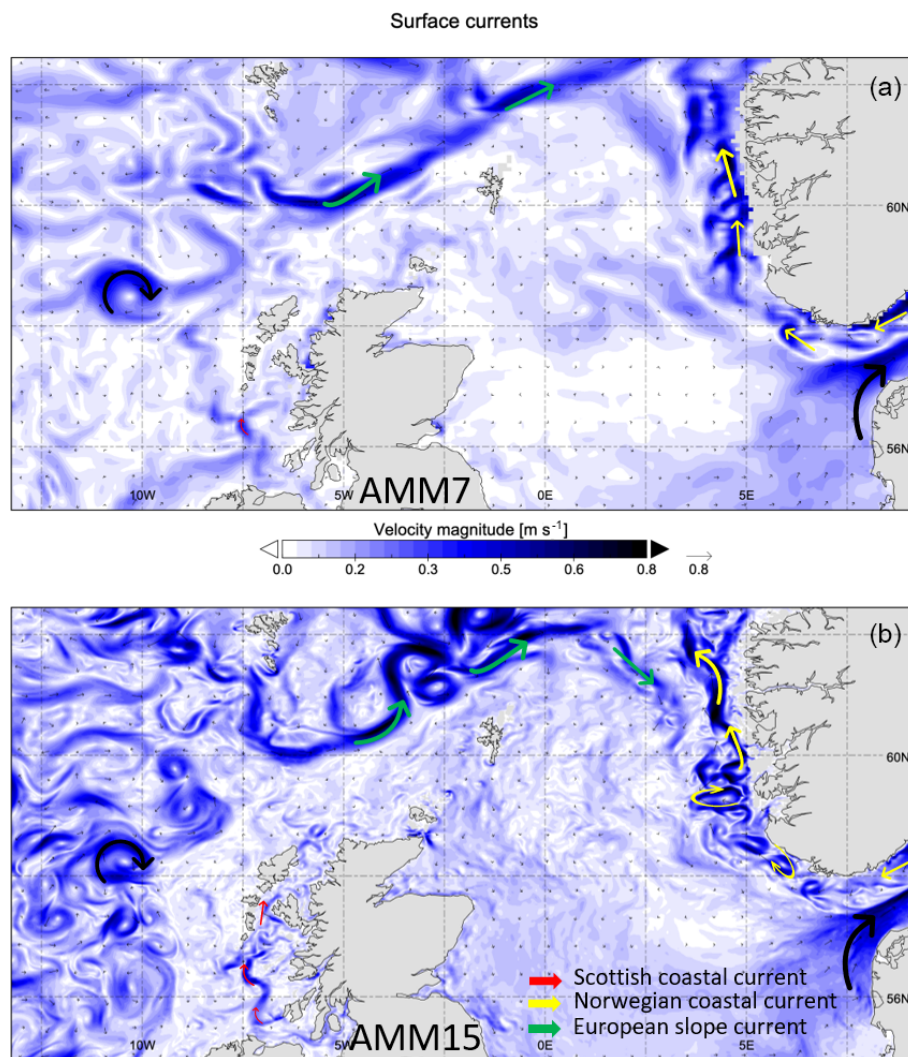 Surface currents
(a)
60N
56N
10W
5W
0E
5E
AMM7
Velocity magnitude [m s⁻¹]
0.0 0.2 0.3 0.5 0.6 0.8 0.8
(b)
60N
56N
Scottish coastal current
Norwegian coastal current
European slope current
10W
5W
0E
5E
AMM15